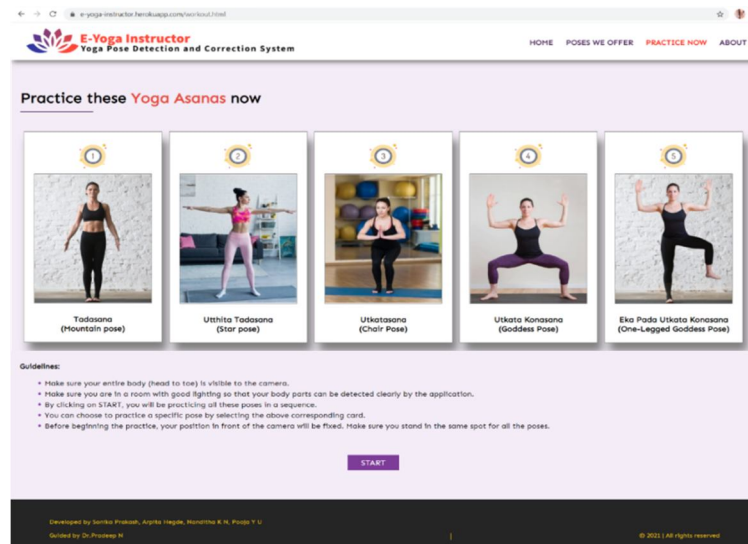 e-yoga-instructor.herokuapp.com/workout.html
E-Yoga Instructor
Yoga Pose Detection and Correction System
HOME POSES WE OFFER PRACTICE NOW ABOUT
Practice these Yoga Asanas now
1 2 3 4 5
Tadasana
(Mountain pose)
Utthita Tadasana
(Star pose)
Utkatasana
(Chair Pose)
Utkata Konasana
(Goddess Pose)
Eka Pada Utkata Konasana
(One-Legged Goddess Pose)
Guidelines:
Make sure your entire body (head to toe) is visible to the camera.
Make sure you are in a room with good lighting so that your body parts can be detected clearly by the application.
By clicking on START, you will be practicing all these poses in a sequence.
You can choose to practice a specific pose by selecting the above corresponding card.
Before beginning the practice, your position in front of the camera will be fixed. Make sure you stand in the same spot for all the poses.
START
Developed by Sonika Prakash, Arpita Hegde, Nanditha K N, Pooja Y U
Guided by Dr.Pradeep N
© 2021 | All rights reserved